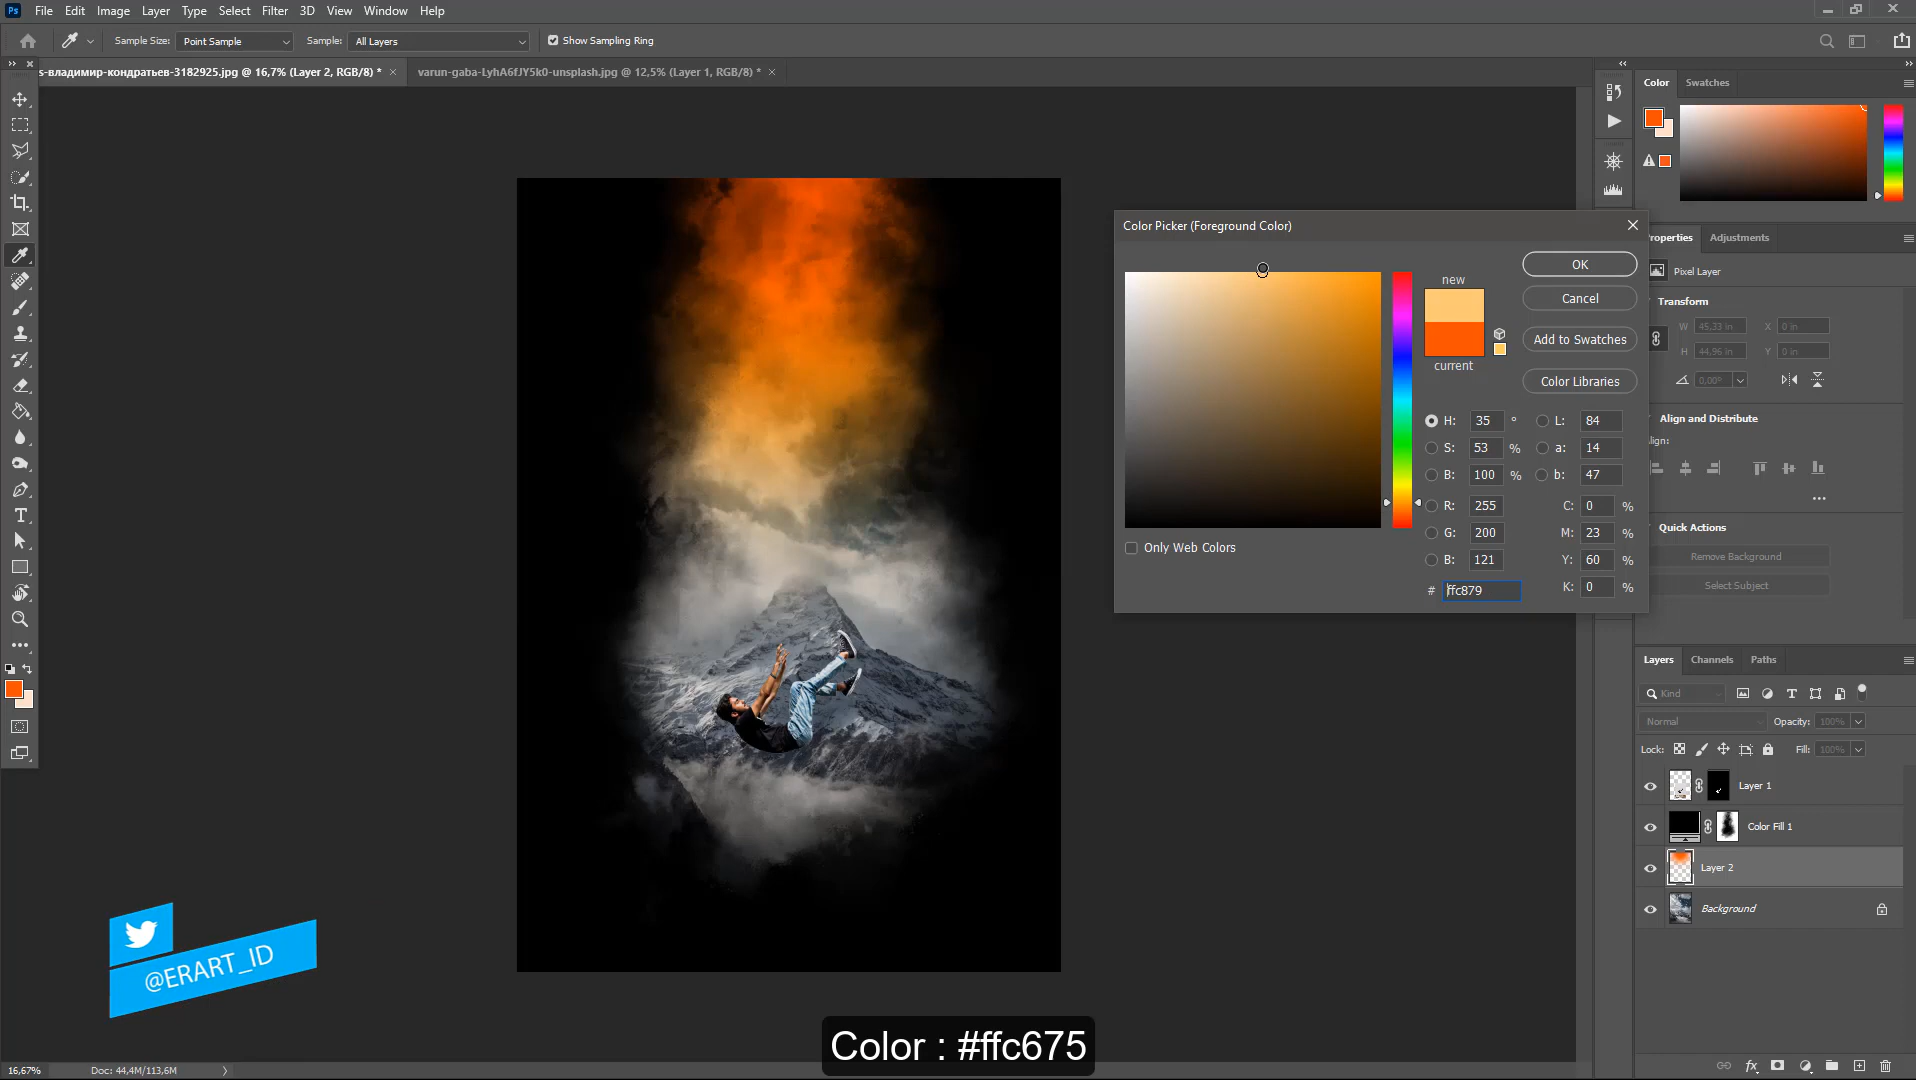 Ps File Edit Image Layer Type Select Filter 3D View Window Help
Sample Size: Point Sample Sample: All Layers Show Sampling Ring
s-владимир-кондратьев-3182925.jpg @ 16,7% (Layer 2, RGB/8) * varun-gaba-LyhA6fJY5k0-unsplash.jpg @ 12,5% (Layer 1, RGB/8) *
Color Swatches
Color Picker (Foreground Color)
new
current
OK
Cancel
Add to Swatches
Color Libraries
H: 35 ° L: 84
S: 53 % a: 14
B: 100 % b: 47
R: 255 C: 0 %
G: 200 M: 23 %
B: 121 Y: 60 %
# ffc879 K: 0 %
Only Web Colors
roperties Adjustments
Pixel Layer
Transform
W 45,33 in X 0 in
H 44,96 in Y 0 in
0,00°
Align and Distribute
lign:
Quick Actions
Remove Background
Select Subject
Layers Channels Paths
Kind
Normal Opacity: 100%
Lock: Fill: 100%
Layer 1
Color Fill 1
Layer 2
Background
fx
@ERART_ID
Color : #ffc675
16,67% Doc: 44,4M/113,6M